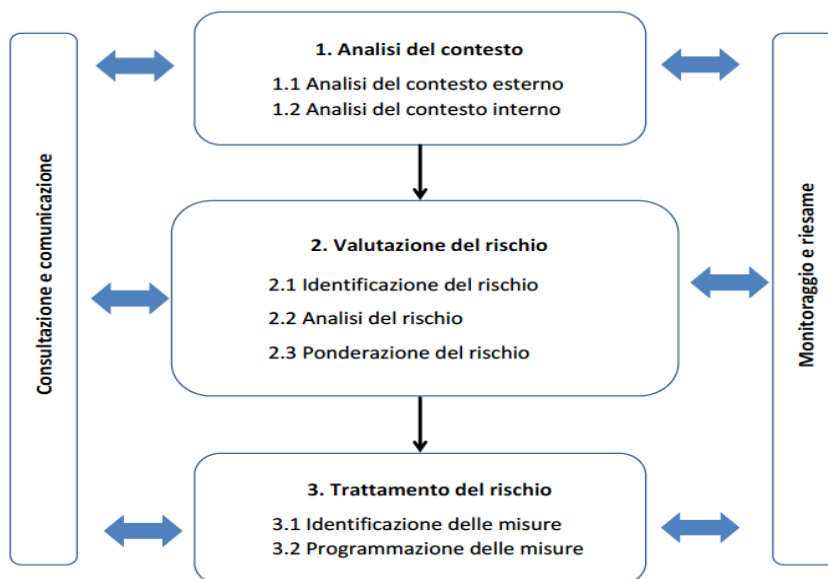 Consultazione e comunicazione
1. Analisi del contesto
1.1 Analisi del contesto esterno
1.2 Analisi del contesto interno
2. Valutazione del rischio
2.1 Identificazione del rischio
2.2 Analisi del rischio
2.3 Ponderazione del rischio
3. Trattamento del rischio
3.1 Identificazione delle misure
3.2 Programmazione delle misure
Monitoraggio e riesame